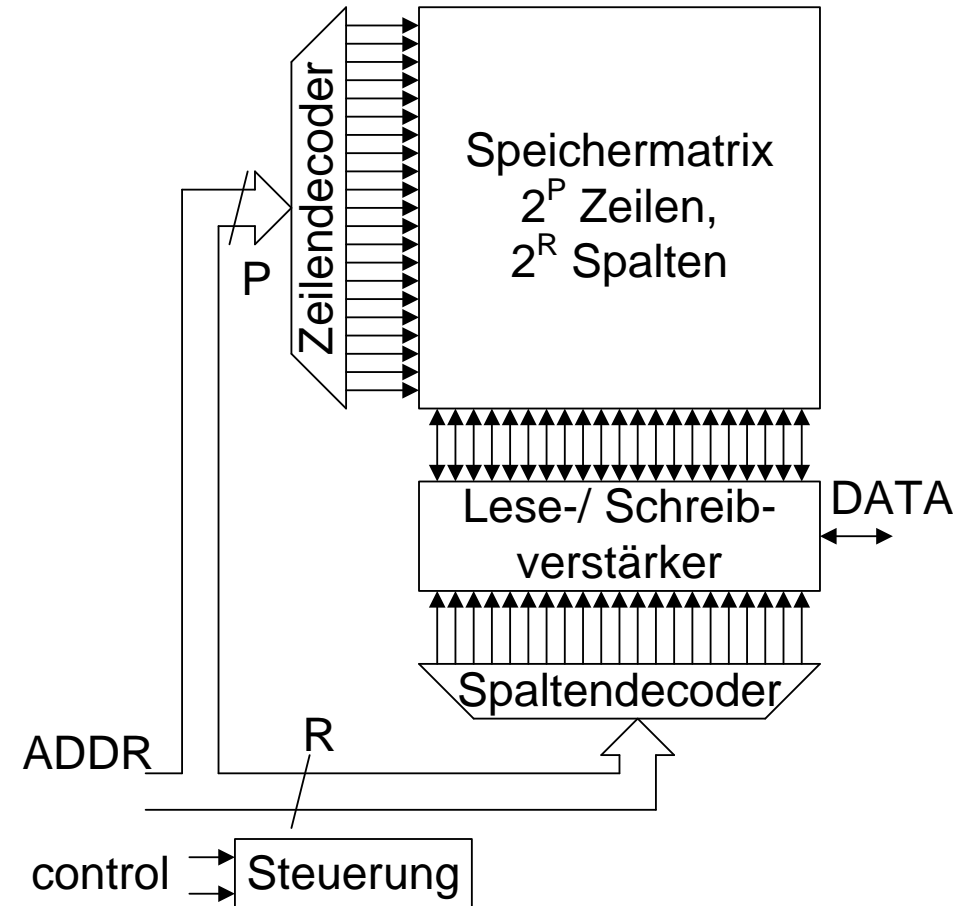 Zeilendecoder
Speichermatrix
2^P Zeilen,
2^R Spalten
P
Lese-/ Schreib-
verstärker
DATA
Spaltendecoder
ADDR
R
control
Steuerung